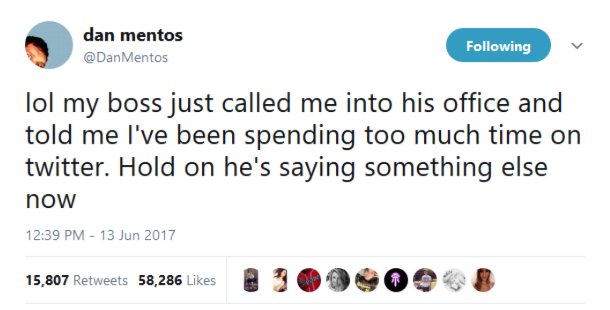 dan mentos
@DanMentos
Following
lol my boss just called me into his office and
told me I've been spending too much time on
twitter. Hold on he's saying something else
now
12:39 PM - 13 Jun 2017
15,807 Retweets 58,286 Likes